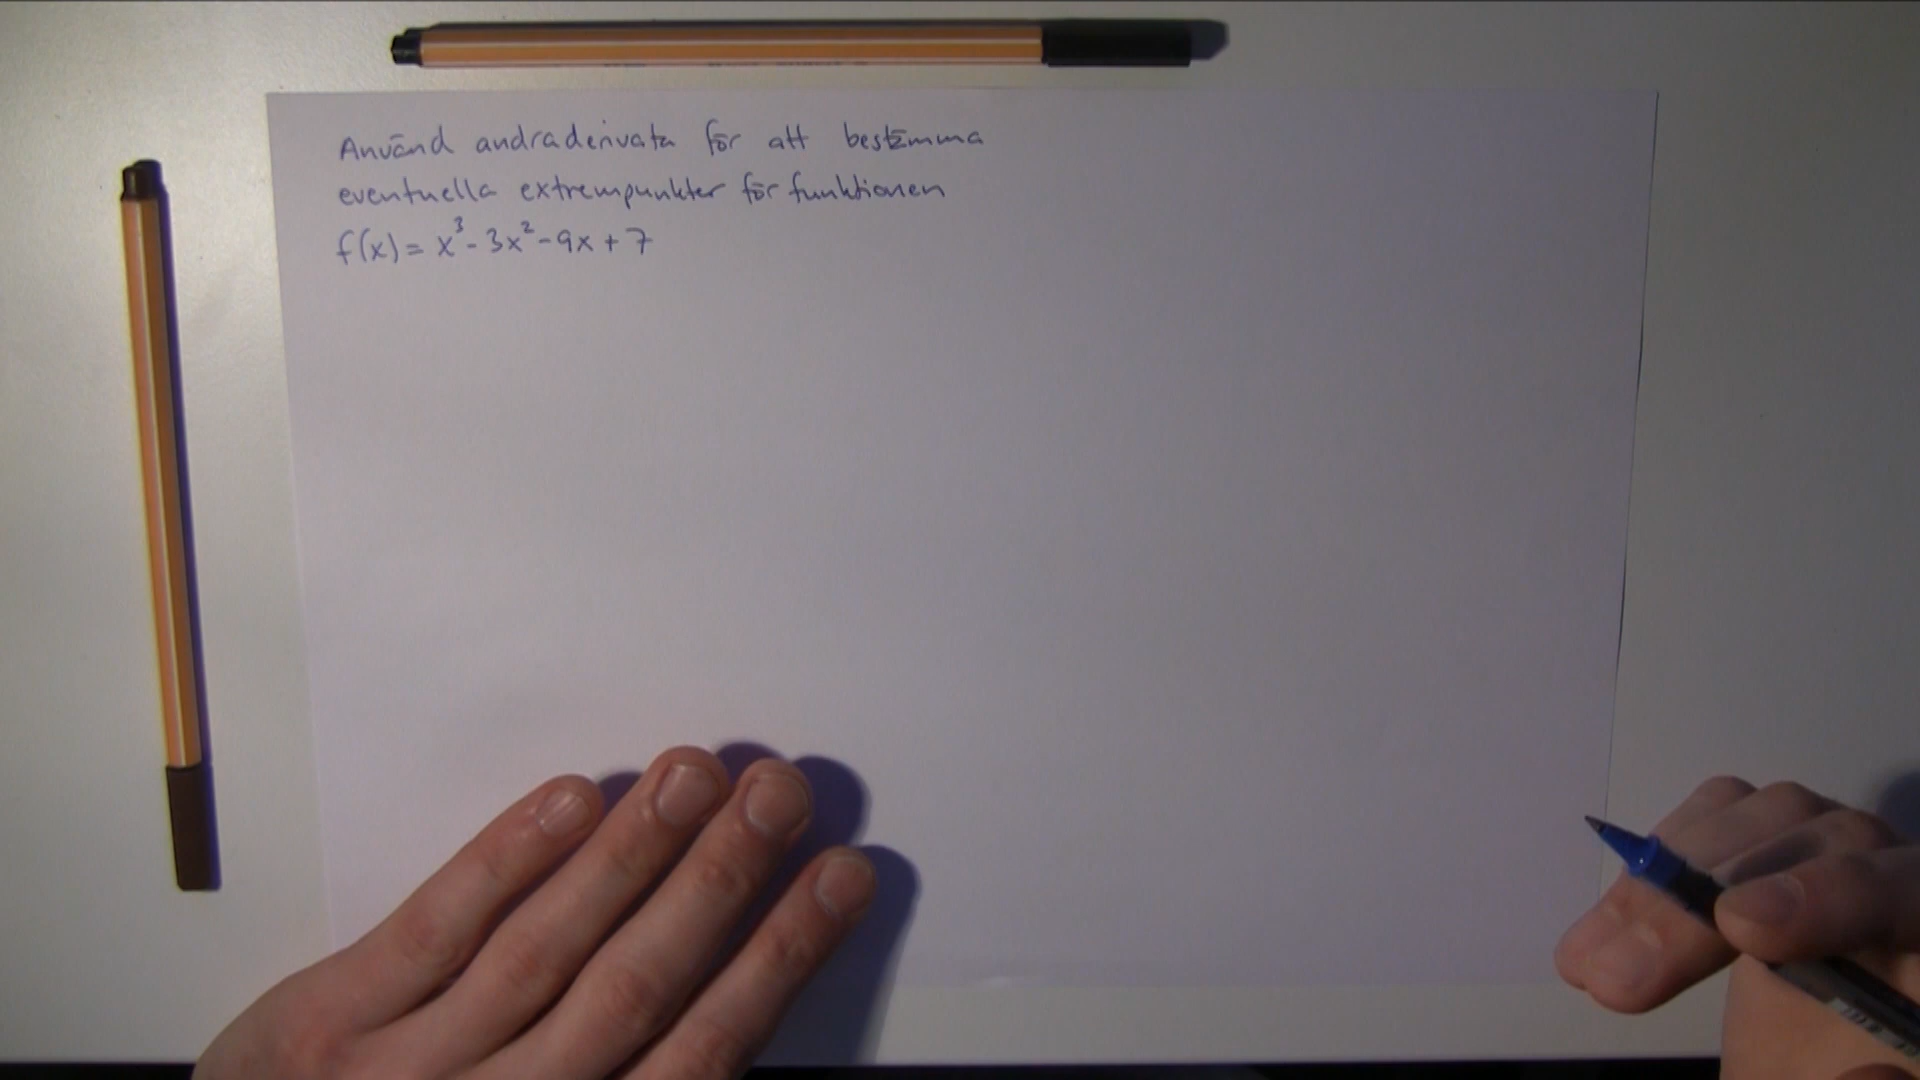 Använd andraderivata för att bestämma
eventuella extrempunkter för funktionen
f(x) = x³ - 3x² - 9x + 7